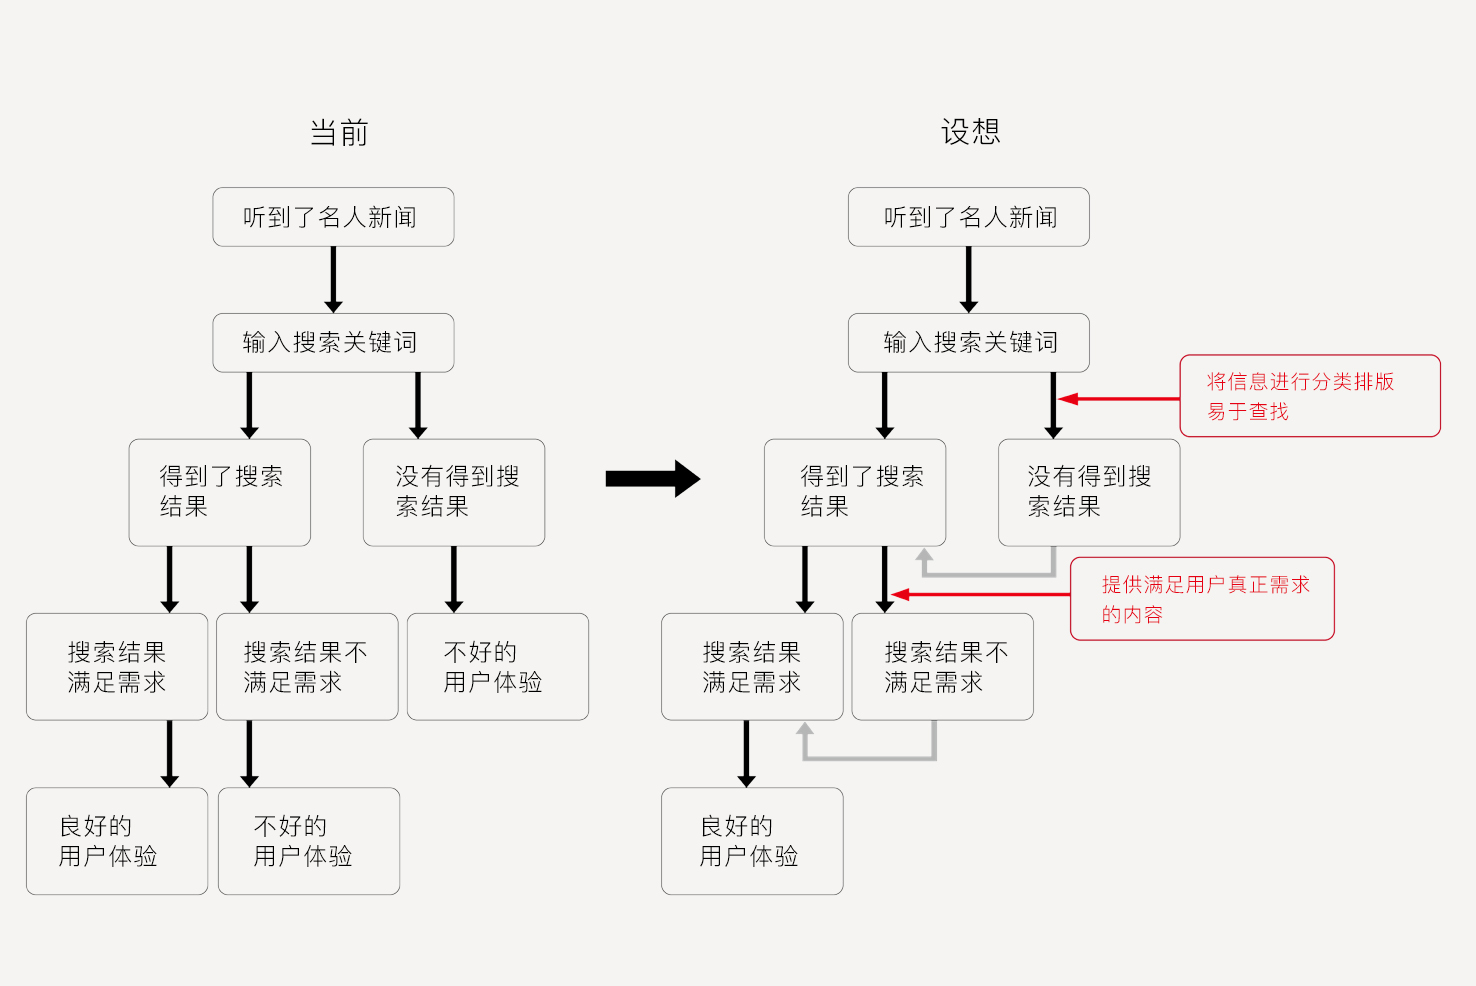 当前
听到了名人新闻
输入搜索关键词
得到了搜索
结果
没有得到搜
索结果
搜索结果
满足需求
搜索结果不
满足需求
不好的
用户体验
良好的
用户体验
不好的
用户体验
设想
听到了名人新闻
输入搜索关键词
将信息进行分类排版
易于查找
得到了搜索
结果
没有得到搜
索结果
提供满足用户真正需求
的内容
搜索结果
满足需求
搜索结果不
满足需求
良好的
用户体验